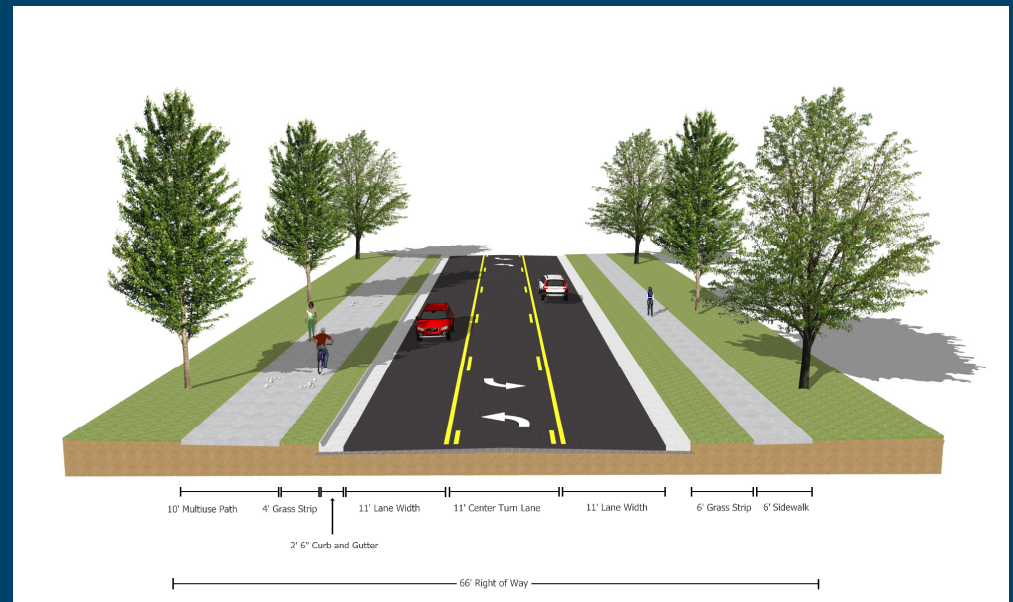 10' Multiuse Path
4' Grass Strip
11' Lane Width
11' Center Turn Lane
11' Lane Width
6' Grass Strip
6' Sidewalk
2' 6" Curb and Gutter
66' Right of Way